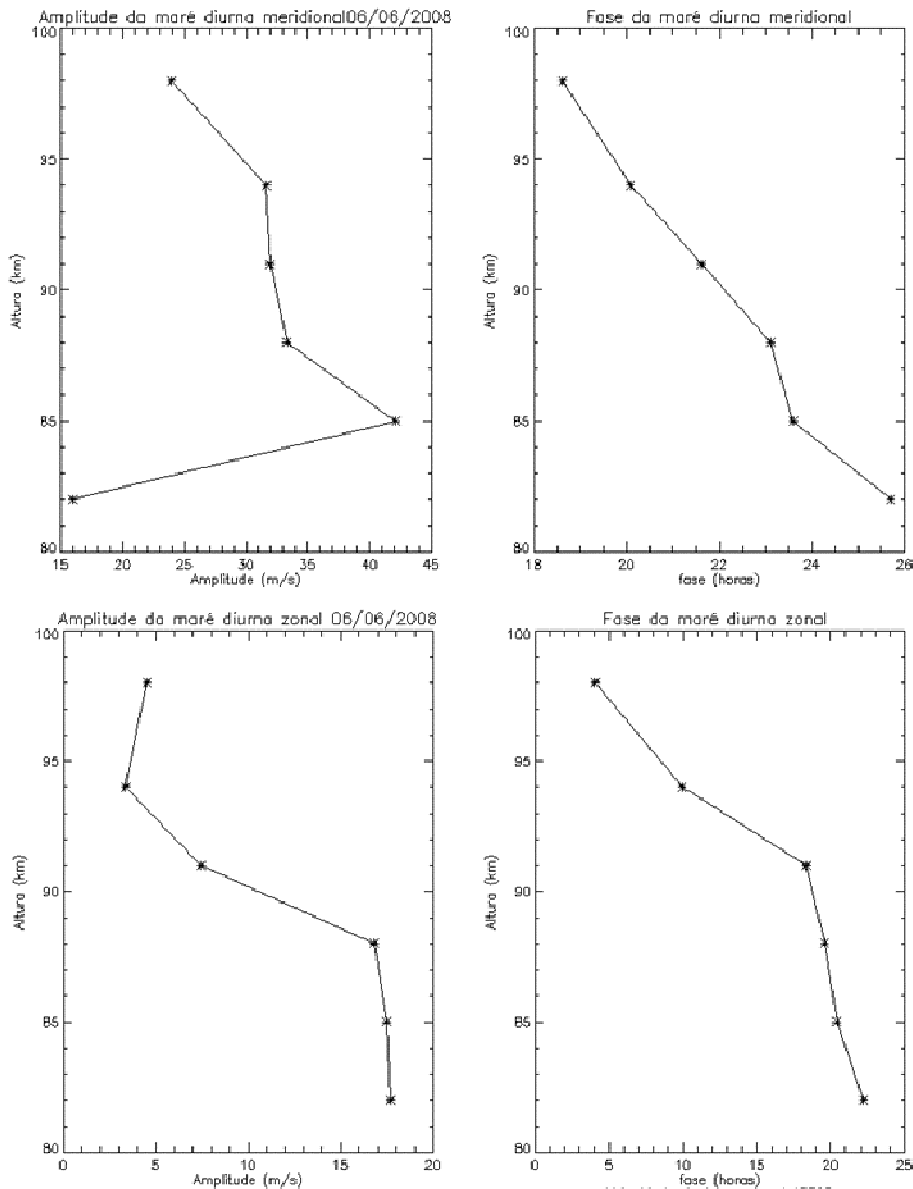 Amplitude da maré diurna meridional06/06/2008
Fase da maré diurna meridional
100
95
90
85
80
Altura (km)
15 20 25 30 35 40 45
Amplitude (m/s)
100
95
90
85
80
Altura (km)
18 20 22 24 26
fase (horas)
Amplitude da maré diurna zonal 06/06/2008
Fase da maré diurna zonal
100
95
90
85
80
Altura (km)
0 5 10 15 20
Amplitude (m/s)
100
95
90
85
80
Altura (km)
0 5 10 15 20 25
fase (horas)